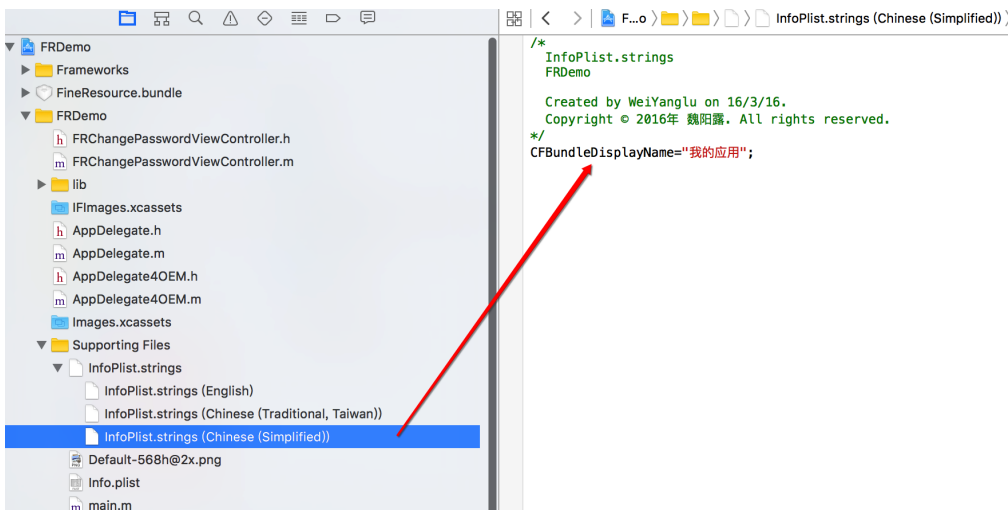 FRDemo
Frameworks
FineResource.bundle
FRDemo
h FRChangePasswordViewController.h
m FRChangePasswordViewController.m
lib
IFImages.xcassets
h AppDelegate.h
m AppDelegate.m
h AppDelegate4OEM.h
m AppDelegate4OEM.m
Images.xcassets
Supporting Files
InfoPlist.strings
InfoPlist.strings (English)
InfoPlist.strings (Chinese (Traditional, Taiwan))
InfoPlist.strings (Chinese (Simplified))
Default-568h@2x.png
Info.plist
m main.m
F...o InfoPlist.strings (Chinese (Simplified))
/*
InfoPlist.strings
FRDemo
Created by WeiYanglu on 16/3/16.
Copyright © 2016年 魏阳露. All rights reserved.
*/
CFBundleDisplayName="我的应用";